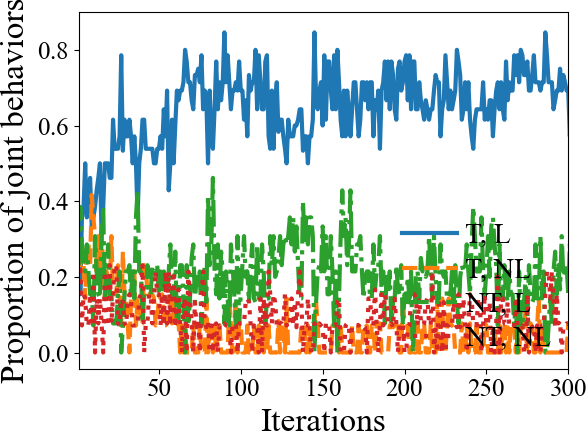 Proportion of joint behaviors
0.8
0.6
0.4
0.2
0.0
T, L
T, NL
NT, L
NT, NL
50
100
150
200
250
300
Iterations